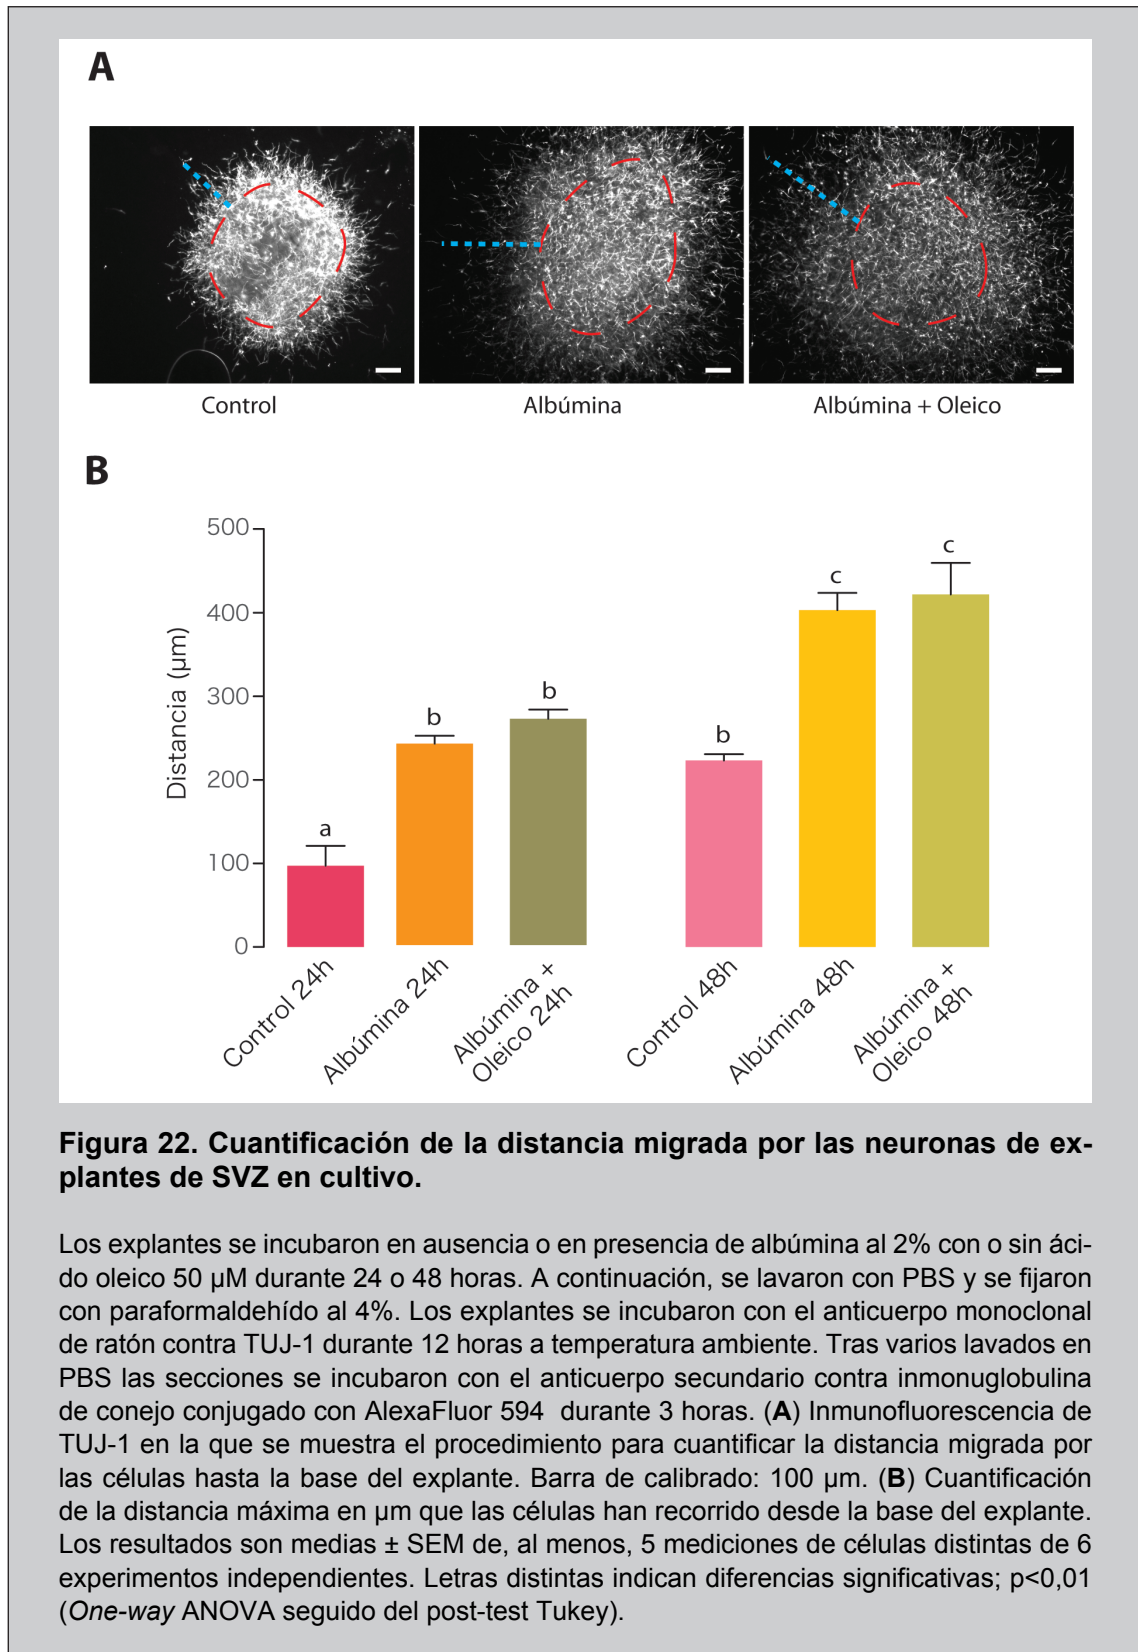 A
Control
Albúmina
Albúmina + Oleico
B
Distancia (µm)
500
400
300
200
100
0
a
b
b
b
c
c
Control 24h
Albúmina 24h
Albúmina +
Oleico 24h
Control 48h
Albúmina 48h
Albúmina +
Oleico 48h
Figura 22. Cuantificación de la distancia migrada por las neuronas de ex-
plantes de SVZ en cultivo.
Los explantes se incubaron en ausencia o en presencia de albúmina al 2% con o sin áci-
do oleico 50 µM durante 24 o 48 horas. A continuación, se lavaron con PBS y se fijaron
con paraformaldehído al 4%. Los explantes se incubaron con el anticuerpo monoclonal
de ratón contra TUJ-1 durante 12 horas a temperatura ambiente. Tras varios lavados en
PBS las secciones se incubaron con el anticuerpo secundario contra inmonuglobulina
de conejo conjugado con AlexaFluor 594 durante 3 horas. (A) Inmunofluorescencia de
TUJ-1 en la que se muestra el procedimiento para cuantificar la distancia migrada por
las células hasta la base del explante. Barra de calibrado: 100 µm. (B) Cuantificación
de la distancia máxima en µm que las células han recorrido desde la base del explante.
Los resultados son medias ± SEM de, al menos, 5 mediciones de células distintas de 6
experimentos independientes. Letras distintas indican diferencias significativas; p<0,01
(One-way ANOVA seguido del post-test Tukey).